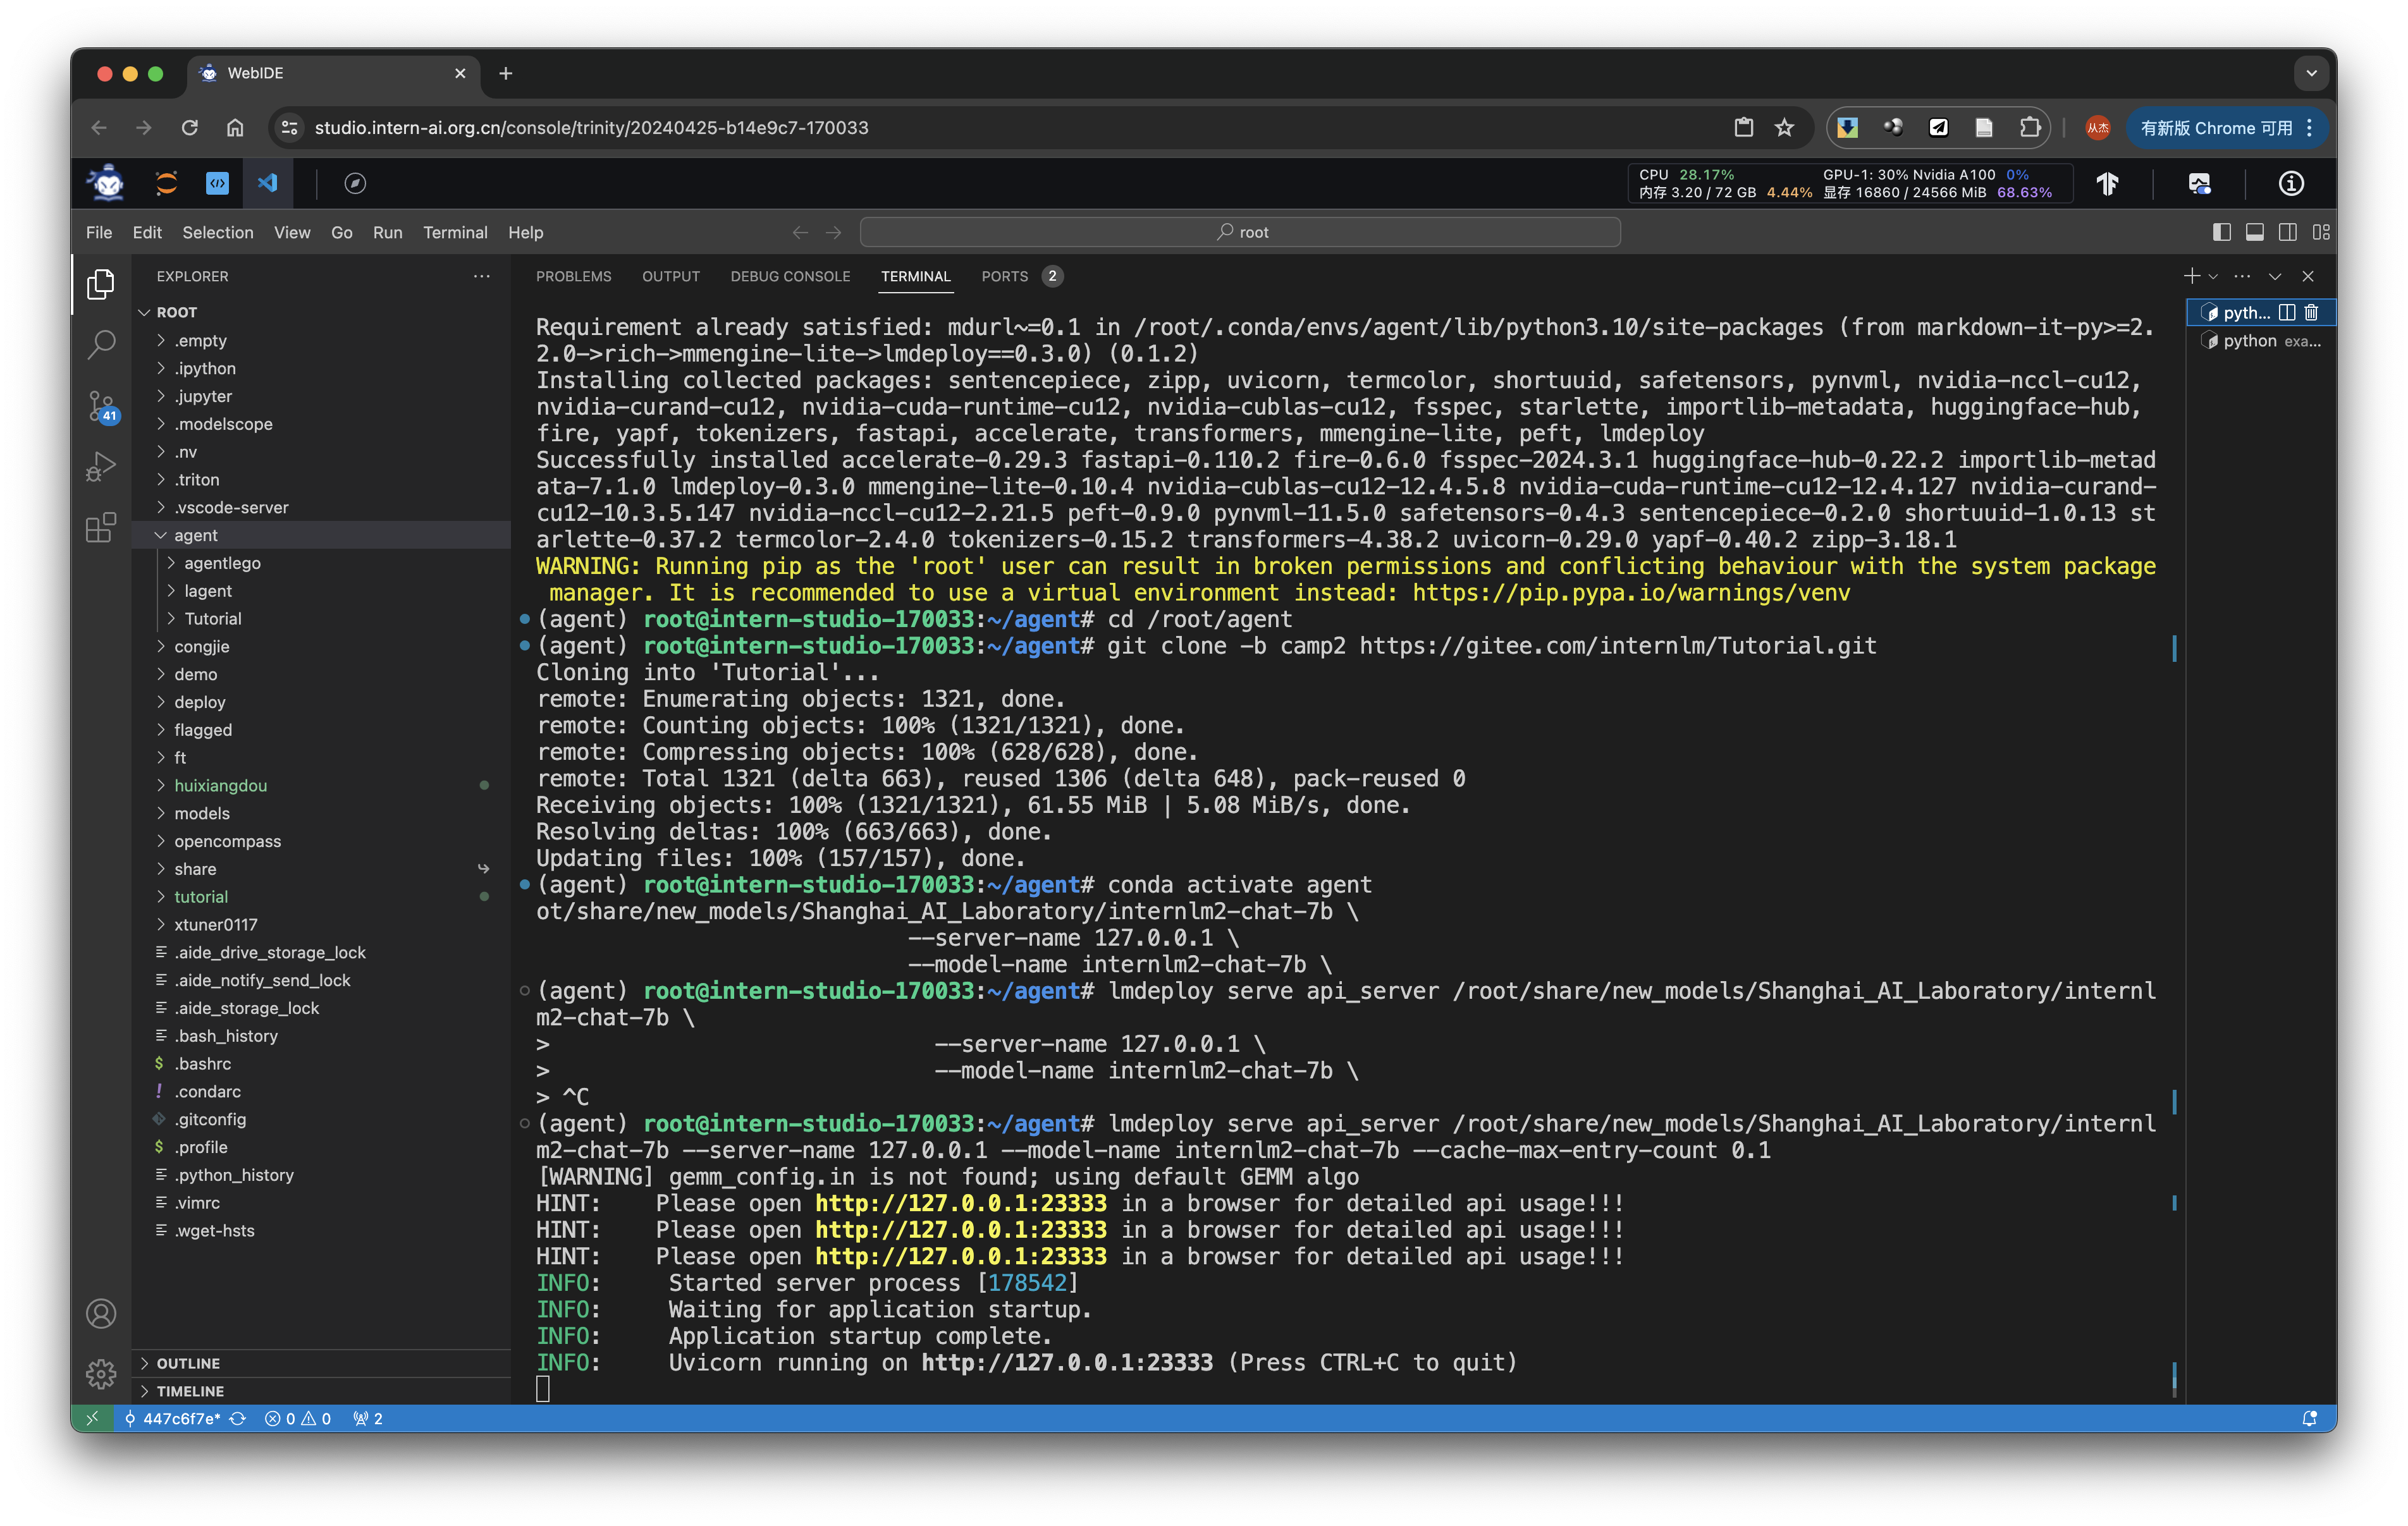 WebIDE
studio.intern-ai.org.cn/console/trinity/20240425-b14e9c7-170033
从杰
有新版 Chrome 可用
CPU 28.17%
GPU-1: 30% Nvidia A100 0%
内存 3.20 / 72 GB 4.44%
显存 16860 / 24566 MiB 68.63%
File Edit Selection View Go Run Terminal Help
root
EXPLORER
ROOT
.empty
.ipython
.jupyter
.modelscope
.nv
.triton
.vscode-server
agent
agentlego
lagent
Tutorial
congjie
demo
deploy
flagged
ft
huixiangdou
models
opencompass
share
tutorial
xtuner0117
.aide_drive_storage_lock
.aide_notify_send_lock
.aide_storage_lock
.bash_history
.bashrc
.condarc
.gitconfig
.profile
.python_history
.vimrc
.wget-hsts
OUTLINE
TIMELINE
41
PROBLEMS OUTPUT DEBUG CONSOLE TERMINAL PORTS 2
Requirement already satisfied: mdurl~=0.1 in /root/.conda/envs/agent/lib/python3.10/site-packages (from markdown-it-py>=2.
2.0->rich->mmengine-lite->lmdeploy==0.3.0) (0.1.2)
Installing collected packages: sentencepiece, zipp, uvicorn, termcolor, shortuuid, safetensors, pynvml, nvidia-nccl-cu12,
nvidia-curand-cu12, nvidia-cuda-runtime-cu12, nvidia-cublas-cu12, fsspec, starlette, importlib-metadata, huggingface-hub,
fire, yapf, tokenizers, fastapi, accelerate, transformers, mmengine-lite, peft, lmdeploy
Successfully installed accelerate-0.29.3 fastapi-0.110.2 fire-0.6.0 fsspec-2024.3.1 huggingface-hub-0.22.2 importlib-metad
ata-7.1.0 lmdeploy-0.3.0 mmengine-lite-0.10.4 nvidia-cublas-cu12-12.4.5.8 nvidia-cuda-runtime-cu12-12.4.127 nvidia-curand-
cu12-10.3.5.147 nvidia-nccl-cu12-2.21.5 peft-0.9.0 pynvml-11.5.0 safetensors-0.4.3 sentencepiece-0.2.0 shortuuid-1.0.13 st
arlette-0.37.2 termcolor-2.4.0 tokenizers-0.15.2 transformers-4.38.2 uvicorn-0.29.0 yapf-0.40.2 zipp-3.18.1
WARNING: Running pip as the 'root' user can result in broken permissions and conflicting behaviour with the system package
manager. It is recommended to use a virtual environment instead: https://pip.pypa.io/warnings/venv
(agent) root@intern-studio-170033:~/agent# cd /root/agent
(agent) root@intern-studio-170033:~/agent# git clone -b camp2 https://gitee.com/internlm/Tutorial.git
Cloning into 'Tutorial'...
remote: Enumerating objects: 1321, done.
remote: Counting objects: 100% (1321/1321), done.
remote: Compressing objects: 100% (628/628), done.
remote: Total 1321 (delta 663), reused 1306 (delta 648), pack-reused 0
Receiving objects: 100% (1321/1321), 61.55 MiB | 5.08 MiB/s, done.
Resolving deltas: 100% (663/663), done.
Updating files: 100% (157/157), done.
(agent) root@intern-studio-170033:~/agent# conda activate agent
ot/share/new_models/Shanghai_AI_Laboratory/internlm2-chat-7b \
--server-name 127.0.0.1 \
--model-name internlm2-chat-7b \
(agent) root@intern-studio-170033:~/agent# lmdeploy serve api_server /root/share/new_models/Shanghai_AI_Laboratory/internl
m2-chat-7b \
> --server-name 127.0.0.1 \
> --model-name internlm2-chat-7b \
> ^C
(agent) root@intern-studio-170033:~/agent# lmdeploy serve api_server /root/share/new_models/Shanghai_AI_Laboratory/internl
m2-chat-7b --server-name 127.0.0.1 --model-name internlm2-chat-7b --cache-max-entry-count 0.1
[WARNING] gemm_config.in is not found; using default GEMM algo
HINT: Please open http://127.0.0.1:23333 in a browser for detailed api usage!!!
HINT: Please open http://127.0.0.1:23333 in a browser for detailed api usage!!!
HINT: Please open http://127.0.0.1:23333 in a browser for detailed api usage!!!
INFO: Started server process [178542]
INFO: Waiting for application startup.
INFO: Application startup complete.
INFO: Uvicorn running on http://127.0.0.1:23333 (Press CTRL+C to quit)
pyth...
python exa...
447c6f7e* 0 0 2